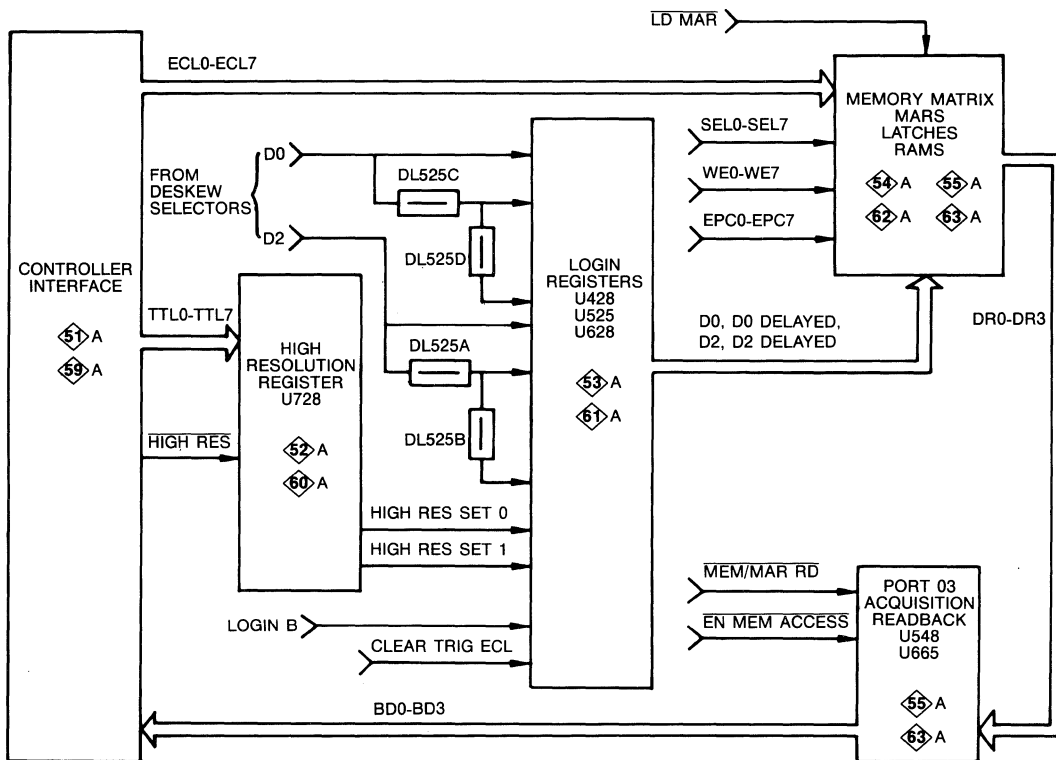 LD MAR
ECL0-ECL7
MEMORY MATRIX
MARS
LATCHES
RAMS
54 A
55 A
62 A
63 A
SEL0-SEL7
WE0-WE7
EPC0-EPC7
FROM
DESKEW
SELECTORS
D0
D2
DL525C
DL525D
DL525A
DL525B
CONTROLLER
INTERFACE
51 A
59 A
TTL0-TTL7
HIGH RES
HIGH
RESOLUTION
REGISTER
U728
52 A
60 A
LOGIN
REGISTERS
U428
U525
U628
53 A
61 A
D0, D0 DELAYED,
D2, D2 DELAYED
DR0-DR3
HIGH RES SET 0
HIGH RES SET 1
LOGIN B
CLEAR TRIG ECL
MEM/MAR RD
EN MEM ACCESS
PORT 03
ACQUISITION
READBACK
U548
U665
55 A
63 A
BD0-BD3